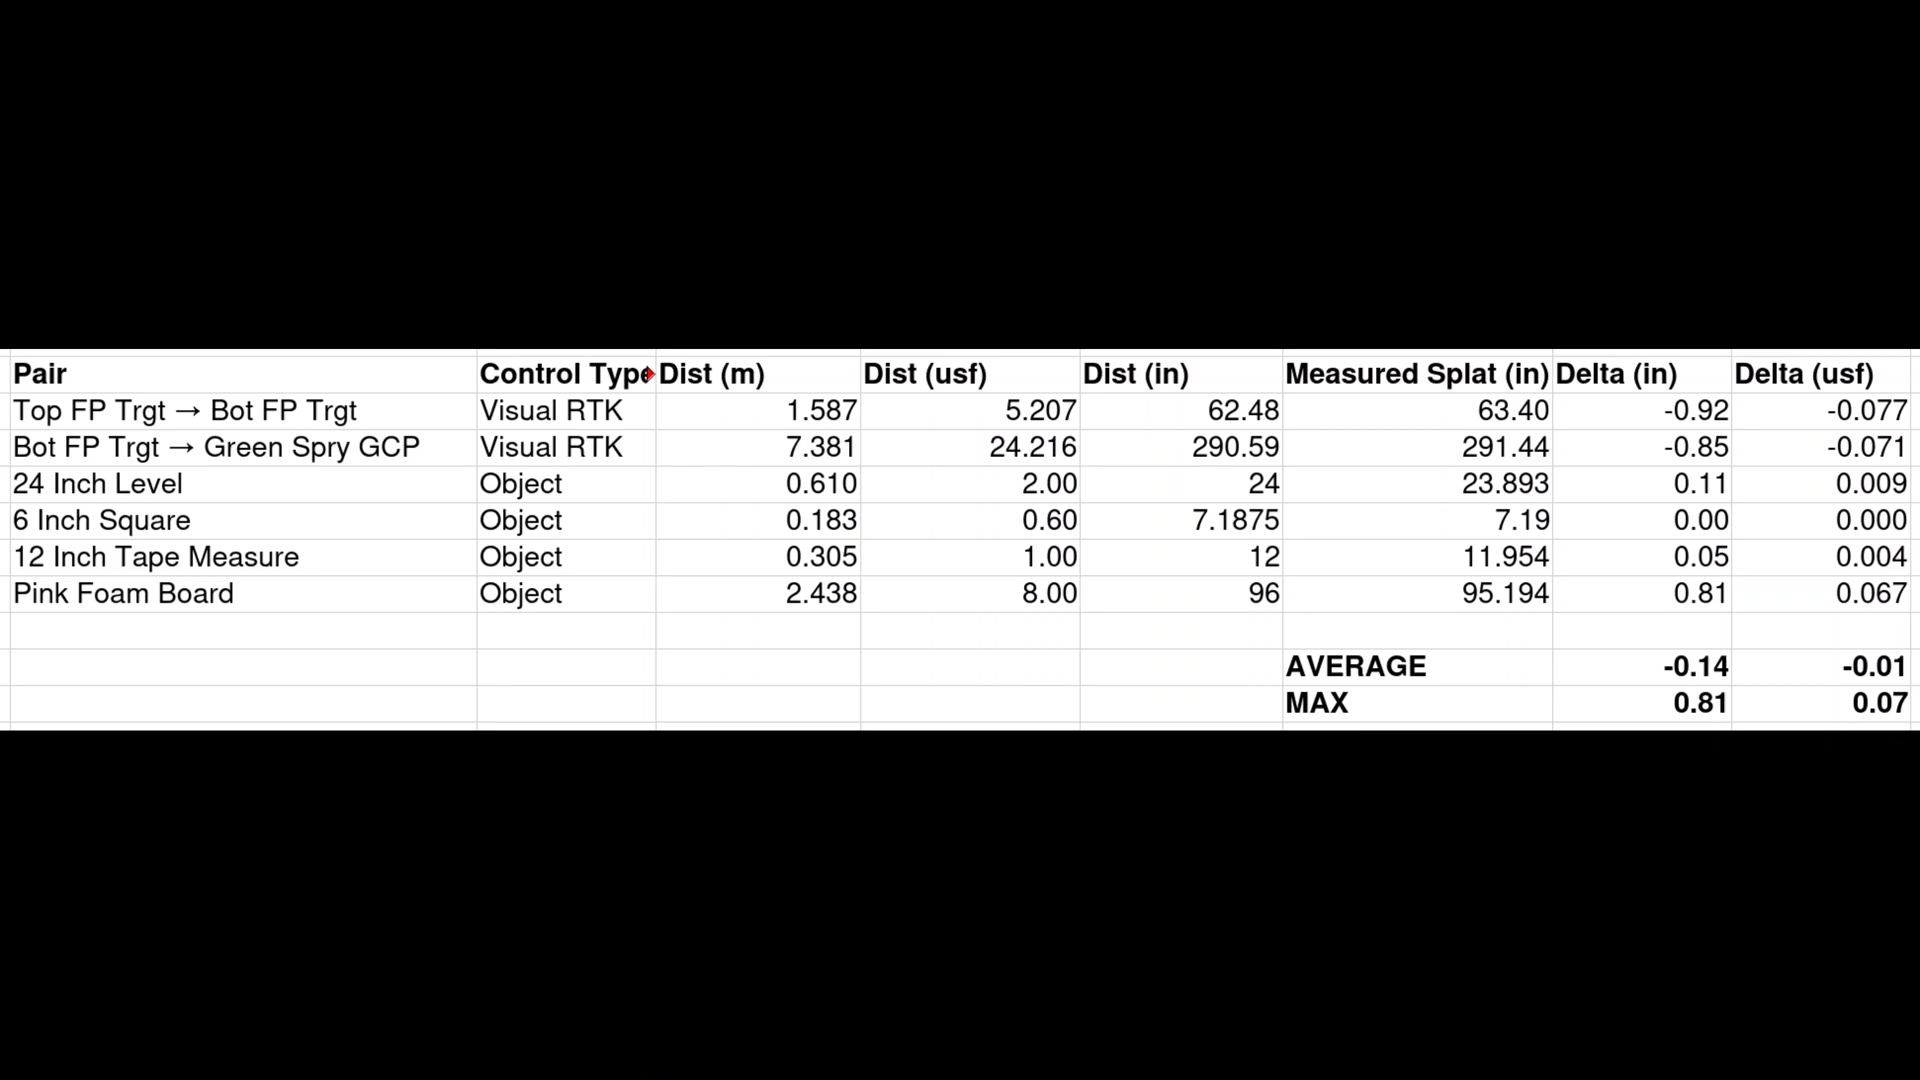 Pair Control Type Dist (m) Dist (usf) Dist (in) Measured Splat (in) Delta (in) Delta (usf)
Top FP Trgt → Bot FP Trgt Visual RTK 1.587 5.207 62.48 63.40 -0.92 -0.077
Bot FP Trgt → Green Spry GCP Visual RTK 7.381 24.216 290.59 291.44 -0.85 -0.071
24 Inch Level Object 0.610 2.00 24 23.893 0.11 0.009
6 Inch Square Object 0.183 0.60 7.1875 7.19 0.00 0.000
12 Inch Tape Measure Object 0.305 1.00 12 11.954 0.05 0.004
Pink Foam Board Object 2.438 8.00 96 95.194 0.81 0.067
AVERAGE -0.14 -0.01
MAX 0.81 0.07